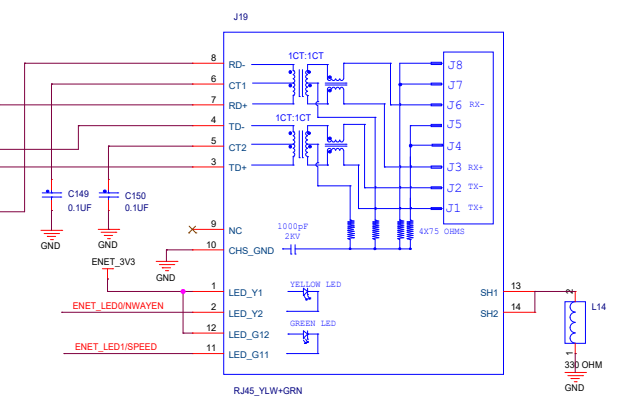 J19
8 RD- 1CT:1CT J8
6 CT1 J7
7 RD+ J6 RX-
4 TD- 1CT:1CT J5
5 CT2 J4
3 TD+ J3 RX+
J2 TX-
J1 TX+
C149
0.1UF
C150
0.1UF
GND
GND
9 NC
1000pF
2KV
4X75 OHMS
10 CHS_GND
GND
ENET_3V3
1 LED_Y1 YELLOW LED
ENET_LED0/NWAYEN 2 LED_Y2
12 LED_G12 GREEN LED
ENET_LED1/SPEED 11 LED_G11
SH1 13
SH2 14
2
L14
1
330 OHM
GND
RJ45_YLW+GRN